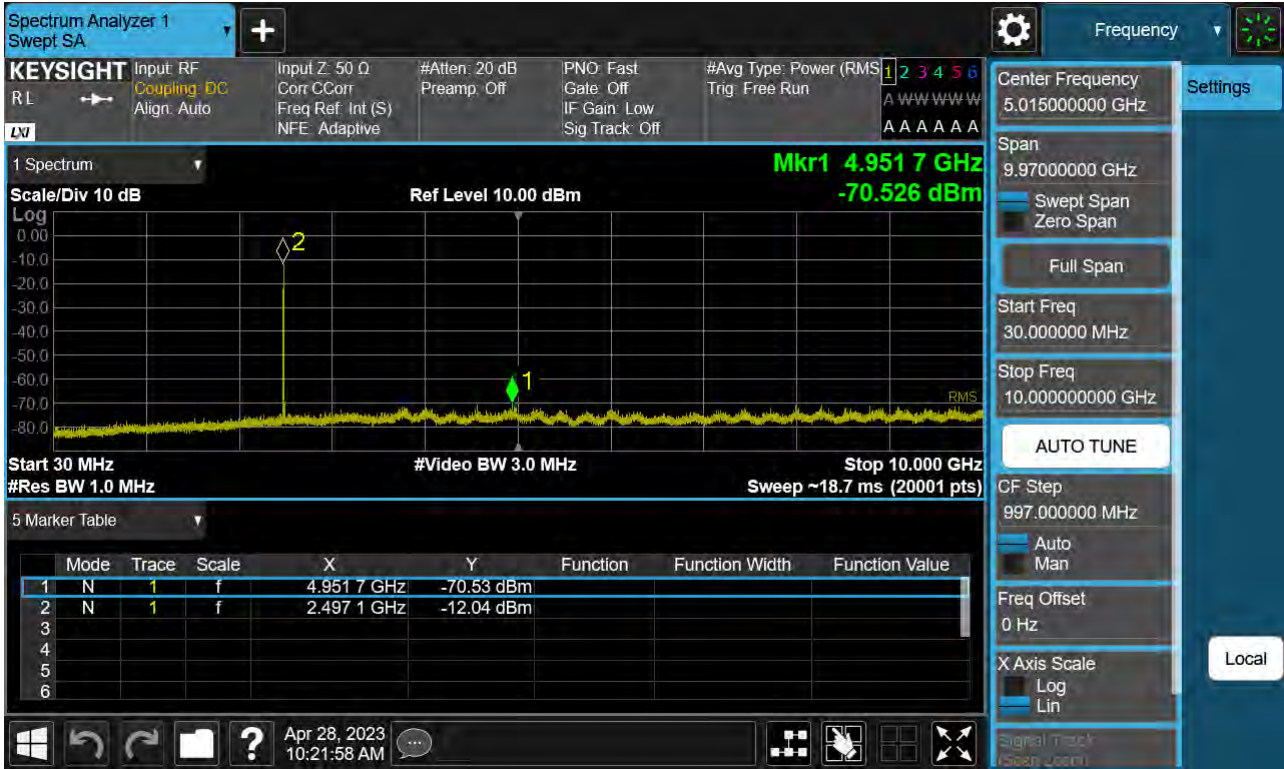 Spectrum Analyzer 1
Swept SA
+
Frequency
KEYSIGHT
RL
LXI
Input: RF
Coupling: DC
Align: Auto
Input Z: 50 Ω
Corr CCorr
Freq Ref: Int (S)
NFE: Adaptive
#Atten: 20 dB
Preamp: Off
PNO: Fast
Gate: Off
IF Gain: Low
Sig Track: Off
#Avg Type: Power (RMS
Trig: Free Run
1 2 3 4 5 6
A W W W W W
A A A A A A
1 Spectrum
Scale/Div 10 dB
Ref Level 10.00 dBm
Mkr1 4.951 7 GHz
-70.526 dBm
Log
0.00
-10.0
-20.0
-30.0
-40.0
-50.0
-60.0
-70.0
-80.0
2
1
RMS
Start 30 MHz
#Video BW 3.0 MHz
Stop 10.000 GHz
#Res BW 1.0 MHz
Sweep ~18.7 ms (20001 pts)
5 Marker Table
Mode Trace Scale X Y Function Function Width Function Value
1 N 1 f 4.951 7 GHz -70.53 dBm
2 N 1 f 2.497 1 GHz -12.04 dBm
3
4
5
6
?
Apr 28, 2023
10:21:58 AM
Center Frequency
5.015000000 GHz
Span
9.97000000 GHz
Swept Span
Zero Span
Full Span
Start Freq
30.000000 MHz
Stop Freq
10.000000000 GHz
AUTO TUNE
CF Step
997.000000 MHz
Auto
Man
Freq Offset
0 Hz
X Axis Scale
Log
Lin
Signal Track
(Span Zoom)
Settings
Local